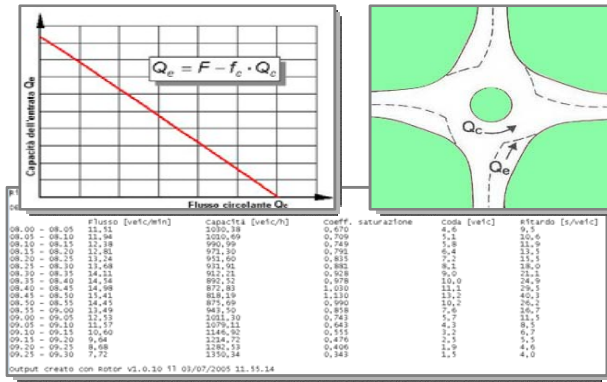 Capacità dell'entrata Qe
Qe = F − fc · Qc
Flusso circolante Qc
Qc
Qe
Flusso [veic/min] Capacità [veic/h] Coeff. saturazione Coda [veic] Ritardo [s/veic]
08.00 - 08.05 11,51 1030,38 0,670 4,6 9,5
08.05 - 08.10 11,94 1010,69 0,709 5,1 10,6
08.10 - 08.15 12,38 990,99 0,749 5,8 11,9
08.15 - 08.20 12,81 971,30 0,791 6,4 13,5
08.20 - 08.25 13,24 951,60 0,835 7,2 15,5
08.25 - 08.30 13,68 931,91 0,881 8,1 18,0
08.30 - 08.35 14,11 912,21 0,928 9,0 21,1
08.35 - 08.40 14,54 892,52 0,978 10,0 24,9
08.40 - 08.45 14,98 872,83 1,030 11,1 29,5
08.45 - 08.50 15,41 818,19 1,130 13,2 40,3
08.50 - 08.55 14,45 875,69 0,990 10,2 26,2
08.55 - 09.00 13,49 943,50 0,858 7,6 16,7
09.00 - 09.05 12,53 1011,30 0,743 5,7 11,5
09.05 - 09.10 11,57 1079,11 0,643 4,3 8,5
09.10 - 09.15 10,60 1146,92 0,555 3,2 6,7
09.15 - 09.20 9,64 1214,72 0,476 2,5 5,5
09.20 - 09.25 8,68 1282,53 0,406 1,9 4,6
09.25 - 09.30 7,72 1350,34 0,343 1,5 4,0
Output creato con Rotor v1.0.10 il 03/07/2005 11.55.14